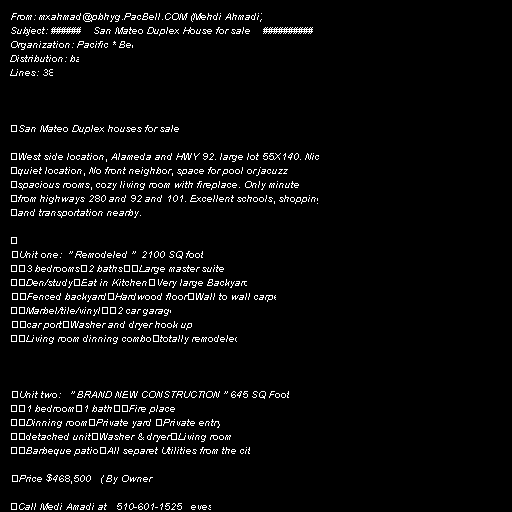 From: mxahmad@pbhyg.PacBell.COM (Mehdi Ahmadi)
Subject: ###### San Mateo Duplex House for sale ##########
Organization: Pacific * Bel
Distribution: ba
Lines: 38
San Mateo Duplex houses for sale
West side location, Alameda and HWY 92. large lot 55X140. Nic
quiet location, No front neighbor, space for pool or jacuzz
spacious rooms, cozy living room with fireplace. Only minute
from highways 280 and 92 and 101. Excellent schools, shopping
and transportation nearby.
Unit one: " Remodeled " 2100 SQ foot
3 bedrooms 2 baths Large master suite
Den/study Eat in Kitchen Very large Backyard
Fenced backyard Hardwood floor Wall to wall carpe
Marbel/tile/vinyl 2 car garag
car port Washer and dryer hook up
Living room dinning combo totally remodeled
Unit two: " BRAND NEW CONSTRUCTION " 645 SQ Foot
1 bedroom 1 bath Fire place
Dinning room Private yard Private entry
detached unit Washer & dryer Living room
Barbeque patio All separet Utilities from the cit
Price $468,500 ( By Owner
Call Medi Amadi at 510-601-1525 eves